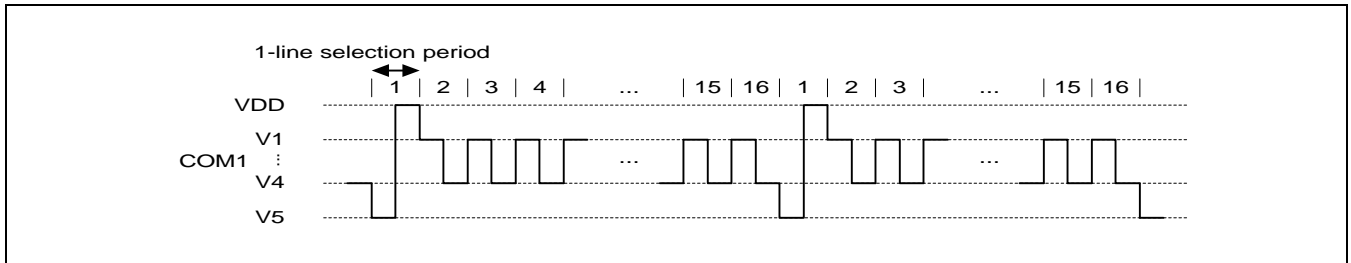 1-line selection period
| 1 | 2 | 3 | 4 | ... | 15 | 16 | 1 | 2 | 3 | ... | 15 | 16 |
VDD
V1
COM1 ⋮ ... ...
V4
V5